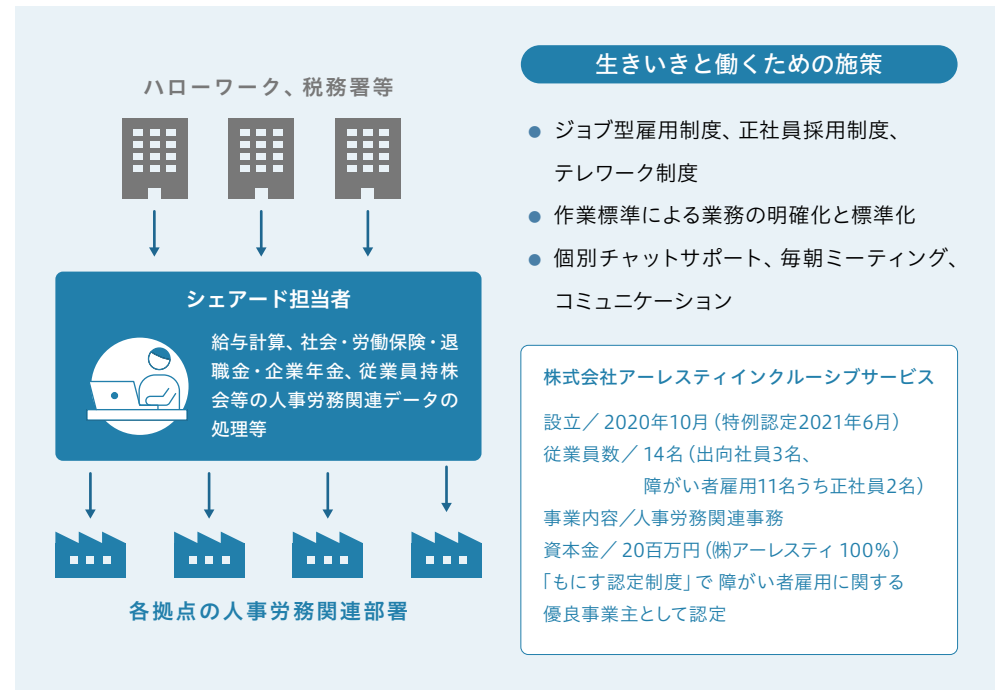 ハローワーク、税務署等
シェアード担当者
給与計算、社会・労働保険・退
職金・企業年金、従業員持株
会等の人事労務関連データの
処理等
各拠点の人事労務関連部署
生きいきと働くための施策
● ジョブ型雇用制度、正社員採用制度、
テレワーク制度
● 作業標準による業務の明確化と標準化
● 個別チャットサポート、毎朝ミーティング、
コミュニケーション
株式会社アーレスティインクルーシブサービス
設立／2020年10月（特例認定2021年6月）
従業員数／14名（出向社員3名、
障がい者雇用11名うち正社員2名）
事業内容／人事労務関連事務
資本金／20百万円（㈱アーレスティ 100％）
「もにす認定制度」で 障がい者雇用に関する
優良事業主として認定